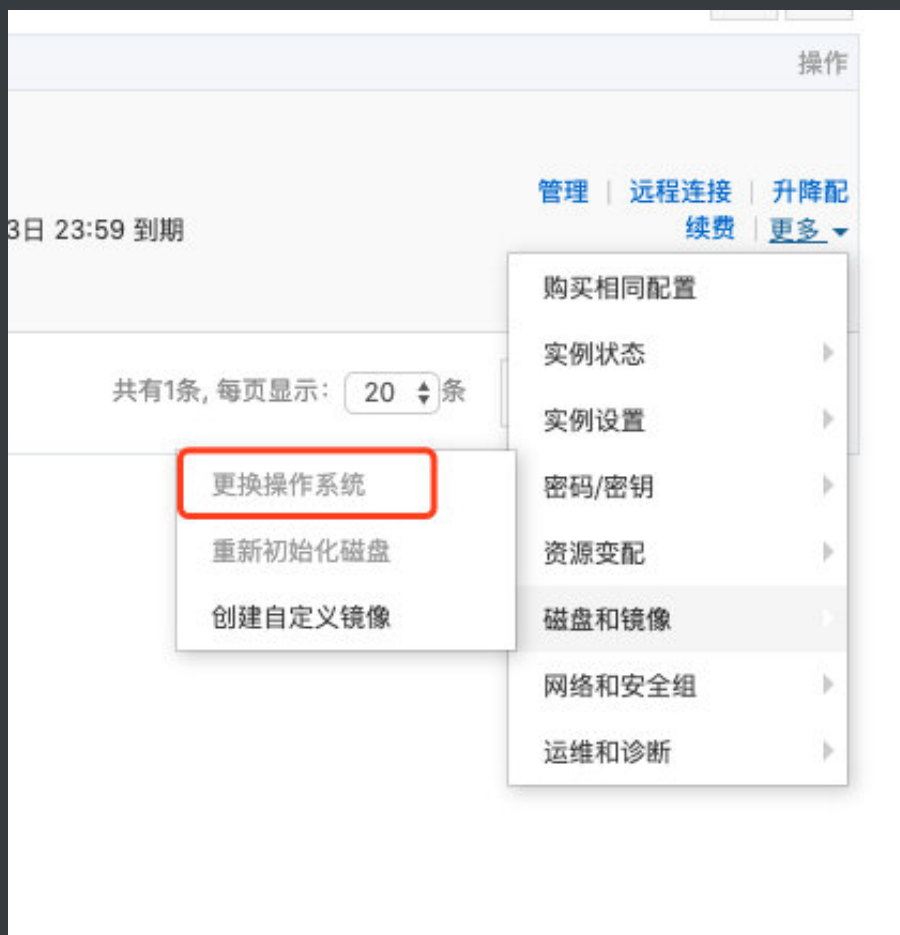 操作
管理 | 远程连接 | 升降配
3日 23:59 到期
续费 | 更多
购买相同配置
实例状态
共有1条, 每页显示: 20 条
实例设置
更换操作系统
密码/密钥
重新初始化磁盘
资源变配
创建自定义镜像
磁盘和镜像
网络和安全组
运维和诊断